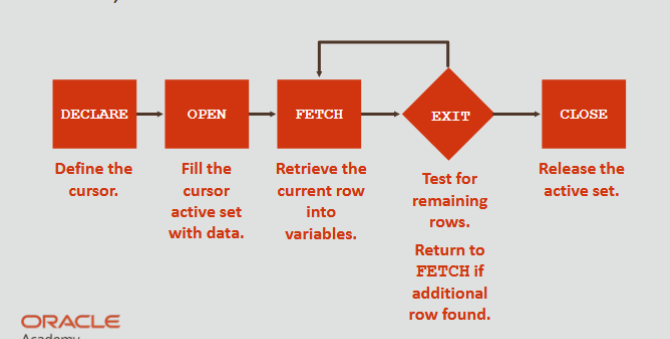 DECLARE
OPEN
FETCH
EXIT
CLOSE
Define the
cursor.
Fill the
cursor
active set
with data.
Retrieve the
current row
into
variables.
Test for
remaining
rows.
Return to
FETCH if
additional
row found.
Release the
active set.
ORACLE
Academy